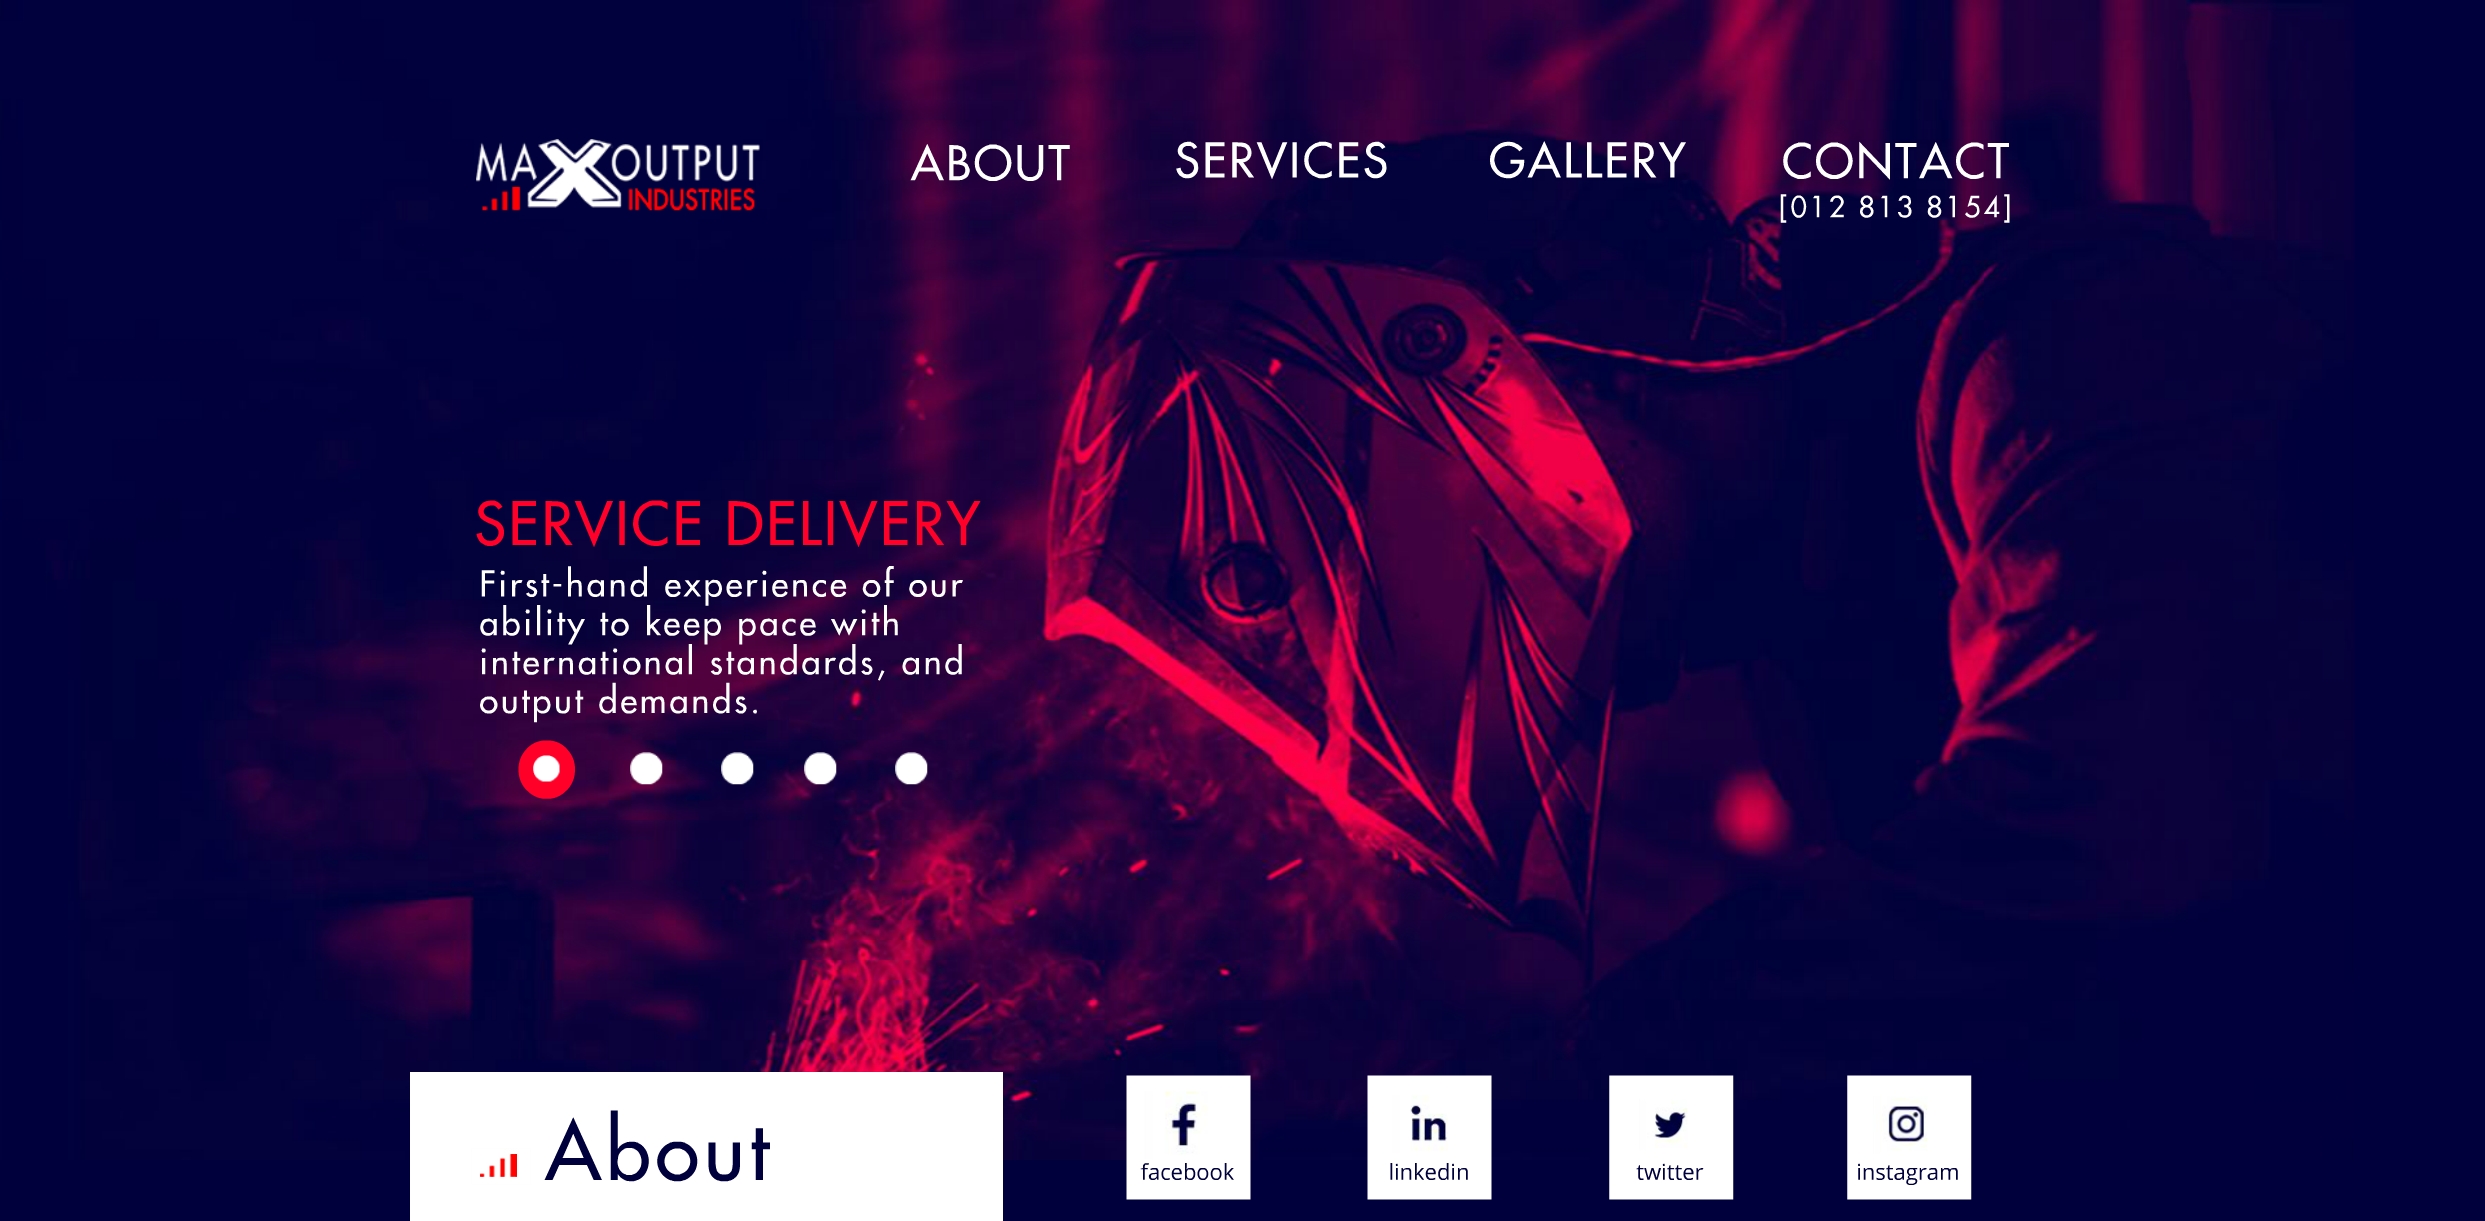 MAXOUTPUT
INDUSTRIES
ABOUT
SERVICES
GALLERY
CONTACT
[012 813 8154]
SERVICE DELIVERY
First-hand experience of our
ability to keep pace with
international standards, and
output demands.
About
facebook
linkedin
twitter
instagram